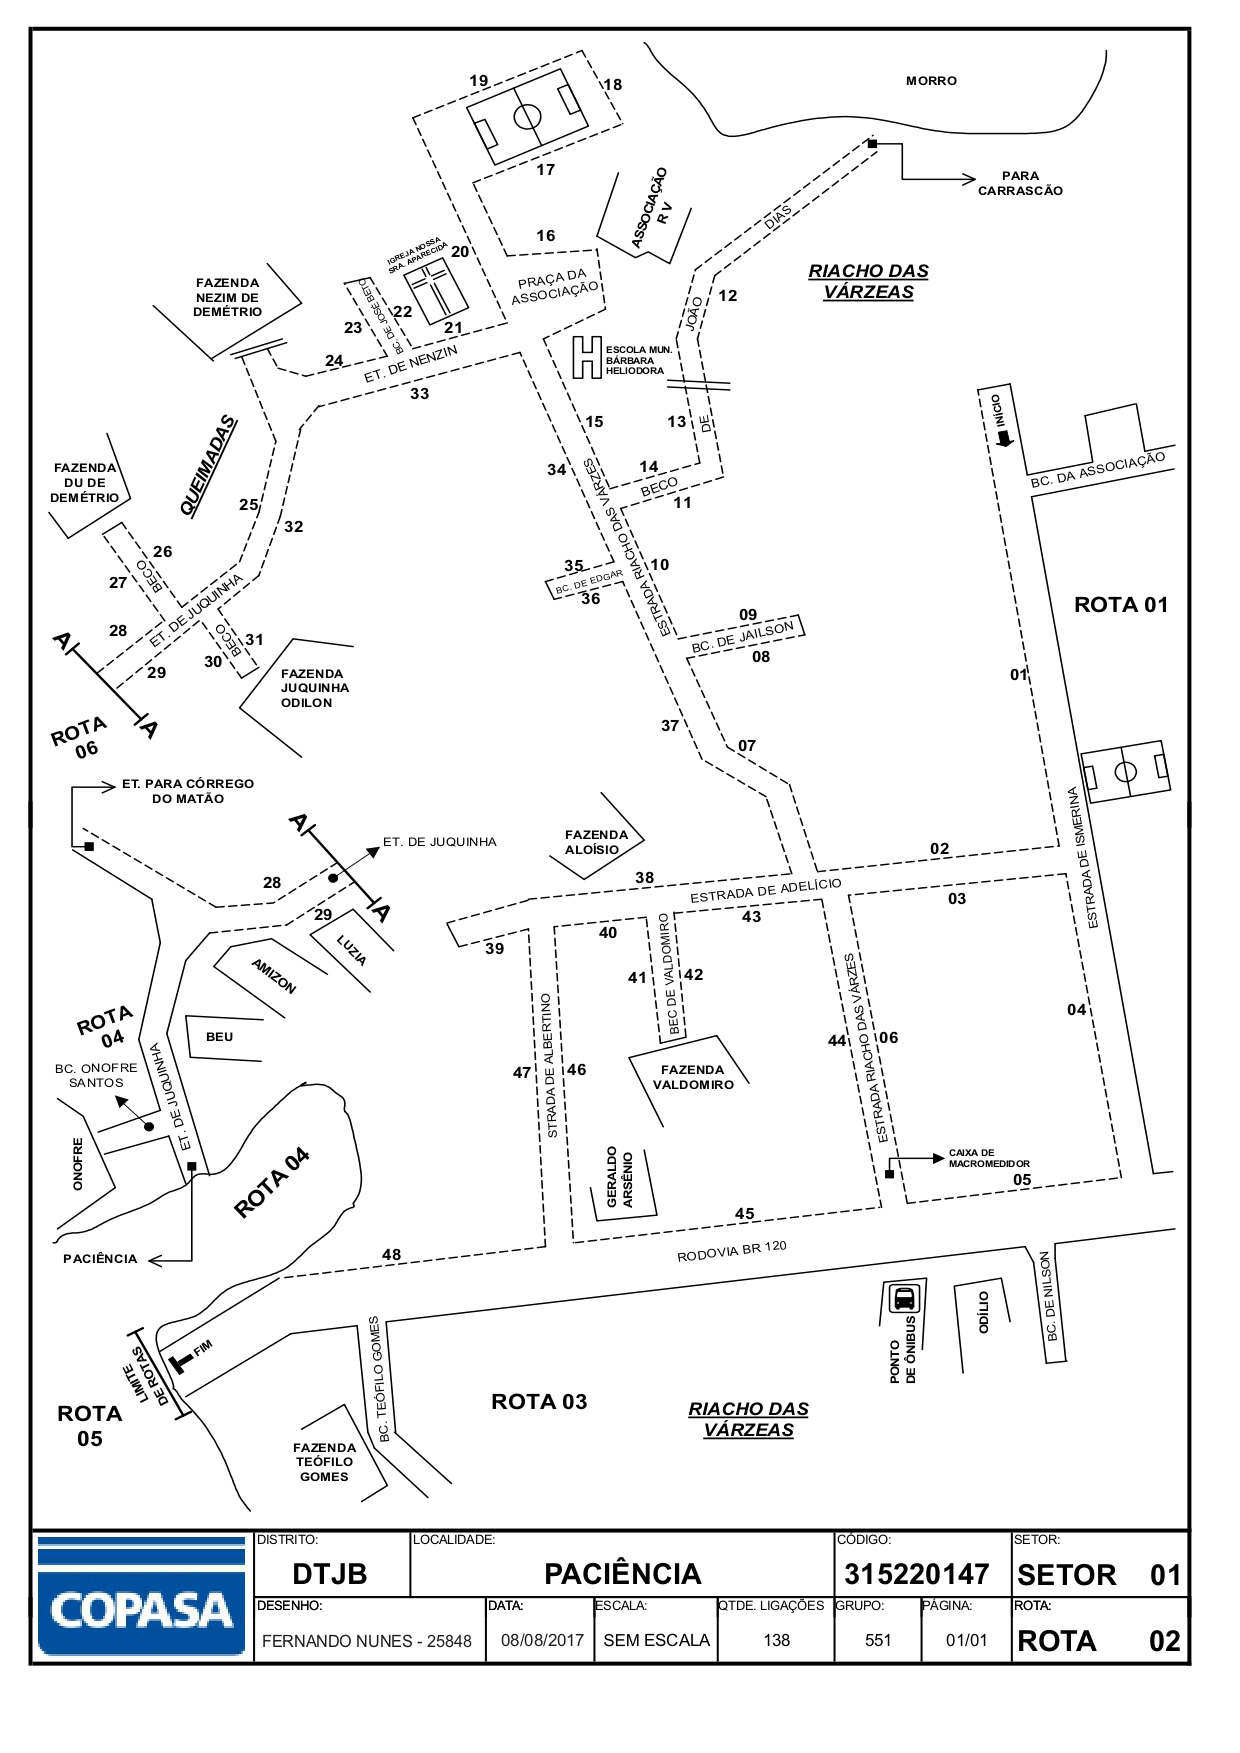 19
18
MORRO
17
ASSOCIAÇÃO
R V
PARA
CARRASCÃO
DIAS
16
20
IGREJA NOSSA
SRA. APARECIDA
PRAÇA DA
ASSOCIAÇÃO
RIACHO DAS
VÁRZEAS
FAZENDA
NEZIM DE
DEMÉTRIO
BC. DE JOSÉ BETO
22
23
21
12
JOÃO
24
ET. DE NENZIN
33
ESCOLA MUN.
BÁRBARA
HELIODORA
15
13
DE
INÍCIO
QUEIMADAS
FAZENDA
DU DE
DEMÉTRIO
34
14
BECO
11
BC. DA ASSOCIAÇÃO
25
32
26
27
BECO
ESTRADA RIACHO DAS VÁRZES
35
BC. DE EDGAR
36
10
ROTA 01
ET. DE JUQUINHA
28
29
31
30
BECO
09
BC. DE JAILSON
08
01
A
A
ROTA
06
FAZENDA
JUQUINHA
ODILON
37
07
ET. PARA CÓRREGO
DO MATÃO
A
A
ET. DE JUQUINHA
FAZENDA
ALOÍSIO
ESTRADA DE ISMERINA
02
28
29
38
ESTRADA DE ADELÍCIO
03
39
40
43
LUZIA
AMIZON
41
BEC DE VALDOMIRO
42
04
ROTA
04
BEU
STRADA DE ALBERTINO
44
ESTRADA RIACHO DAS VÁRZES
06
BC. ONOFRE
SANTOS
ET. DE JUQUINHA
47
46
FAZENDA
VALDOMIRO
ONOFRE
ROTA 04
GERALDO
ARSÊNIO
CAIXA DE
MACROMEDIDOR
05
45
PACIÊNCIA
48
RODOVIA BR 120
BC. DE NILSON
ODÍLIO
PONTO
DE ÔNIBUS
FIM
LIMITE
DE ROTAS
BC. TEÓFILO GOMES
ROTA
05
ROTA 03
RIACHO DAS
VÁRZEAS
FAZENDA
TEÓFILO
GOMES
COPASA
DISTRITO:
DTJB
LOCALIDADE:
PACIÊNCIA
CÓDIGO:
315220147
SETOR:
SETOR 01
DESENHO:
FERNANDO NUNES - 25848
DATA:
08/08/2017
ESCALA:
SEM ESCALA
QTDE. LIGAÇÕES
138
GRUPO:
551
PÁGINA:
01/01
ROTA:
ROTA 02